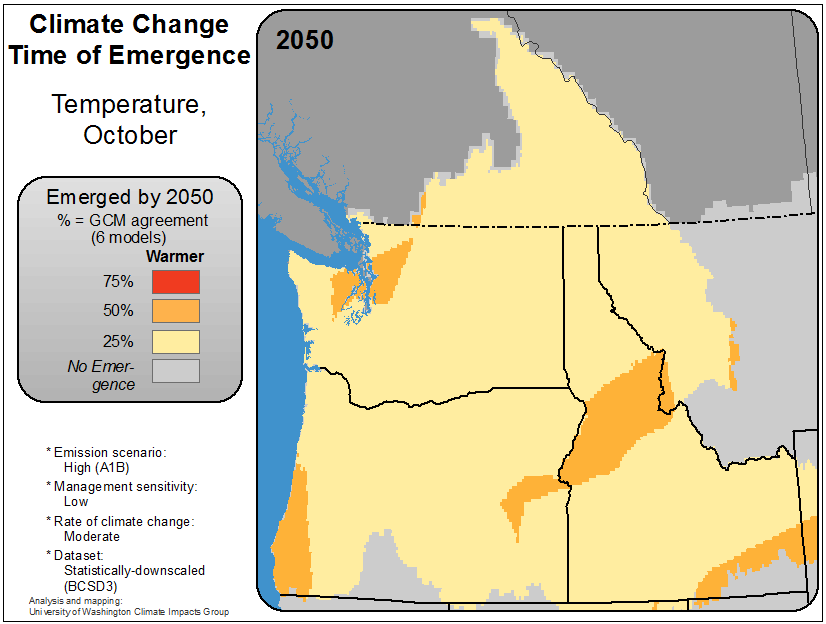 Climate Change
Time of Emergence
Temperature,
October
Emerged by 2050
% = GCM agreement
(6 models)
Warmer
75%
50%
25%
No Emer-
gence
* Emission scenario:
High (A1B)
* Management sensitivity:
Low
* Rate of climate change:
Moderate
* Dataset:
Statistically-downscaled
(BCSD3)
Analysis and mapping:
University of Washington Climate Impacts Group
2050